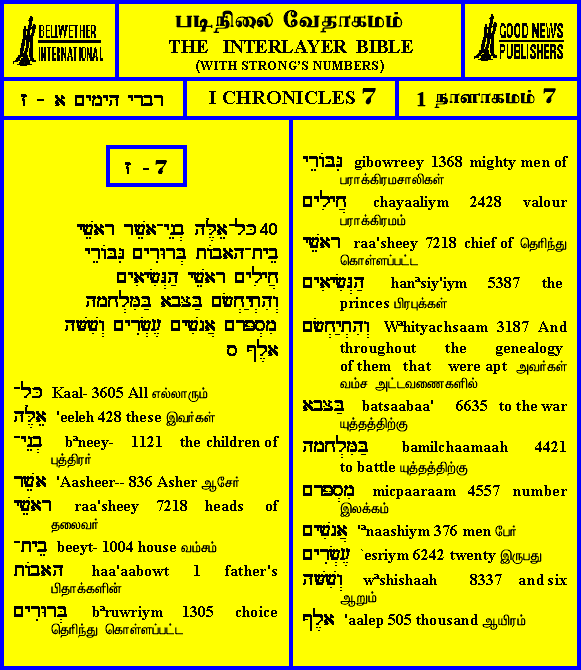 BELLWETHER
INTERNATIONAL
படிநிலை வேதாகமம்
THE INTERLAYER BIBLE
(WITH STRONG'S NUMBERS)
GOOD NEWS
PUBLISHERS
דברי הימים א - ז
I CHRONICLES 7
1 நாளாகமம் 7
ז - 7
40 כׇּל־אֵלֶּה בְנֵי־אֲשֵׁר רָאשֵׁי
בֵית־הָאָבוֹת בְּרוּרִים גִּבּוֹרֵי
חֲיָלִים רָאשֵׁי הַנְּשִׂיאִים
וְהִתְיַחְשָׂם בַּצָּבָא בַּמִּלְחָמָה
מִסְפָּרָם אֲנָשִׁים עֶשְׂרִים וְשִׁשָּׁה
אָלֶף ס
כׇּל־ Kaal- 3605 All எல்லாரும்
אֵלֶּה 'eeleh 428 these இவர்கள்
בְנֵי־ bªneey- 1121 the children of
புத்திரர்
אֲשֵׁר 'Aasheer-- 836 Asher ஆசேர்
רָאשֵׁי raa'sheey 7218 heads of
தலைவர்
בֵית־ beeyt- 1004 house வம்சம்
הָאָבוֹת haa'aabowt 1 father's
பிதாக்களின்
בְּרוּרִים bªruwriym 1305 choice
தெரிந்து கொள்ளப்பட்ட
גִּבּוֹרֵי gibowreey 1368 mighty men of
பராக்கிரமசாலிகள்
חֲיָלִים chayaaliym 2428 valour
பராக்கிரமம்
רָאשֵׁי raa'sheey 7218 chief of தெரிந்து
கொள்ளப்பட்ட
הַנְּשִׂיאִים hanªsiy'iym 5387 the
princes பிரபுக்கள்
וְהִתְיַחְשָׂם Wªhityachsaam 3187 And
throughout the genealogy
of them that were apt அவர்கள்
வம்ச அட்டவணைகளில்
בַּצָּבָא batsaabaa' 6635 to the war
யுத்தத்திற்கு
בַּמִּלְחָמָה bamilchaamaah 4421
to battle யுத்தத்திற்கு
מִסְפָּרָם micpaaraam 4557 number
இலக்கம்
אֲנָשִׁים 'ªnaashiym 376 men பேர்
עֶשְׂרִים `esriym 6242 twenty இருபது
וְשִׁשָּׁה wªshishaah 8337 and six
ஆறும்
אָלֶף 'aalep 505 thousand ஆயிரம்